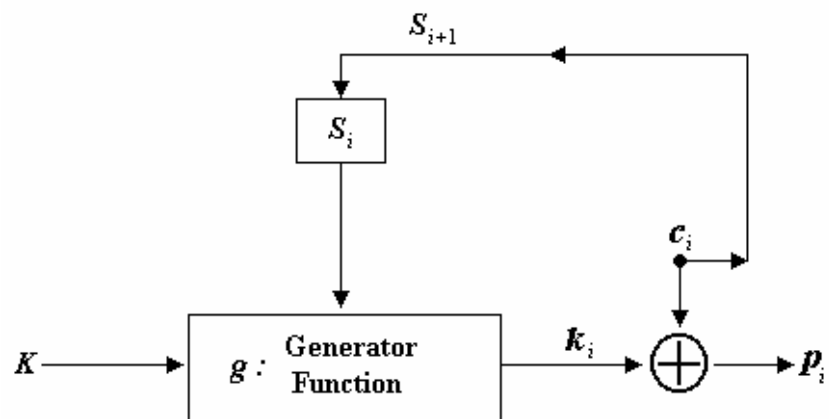 S_{i+1}
S_i
c_i
K
g : Generator Function
k_i
p_i